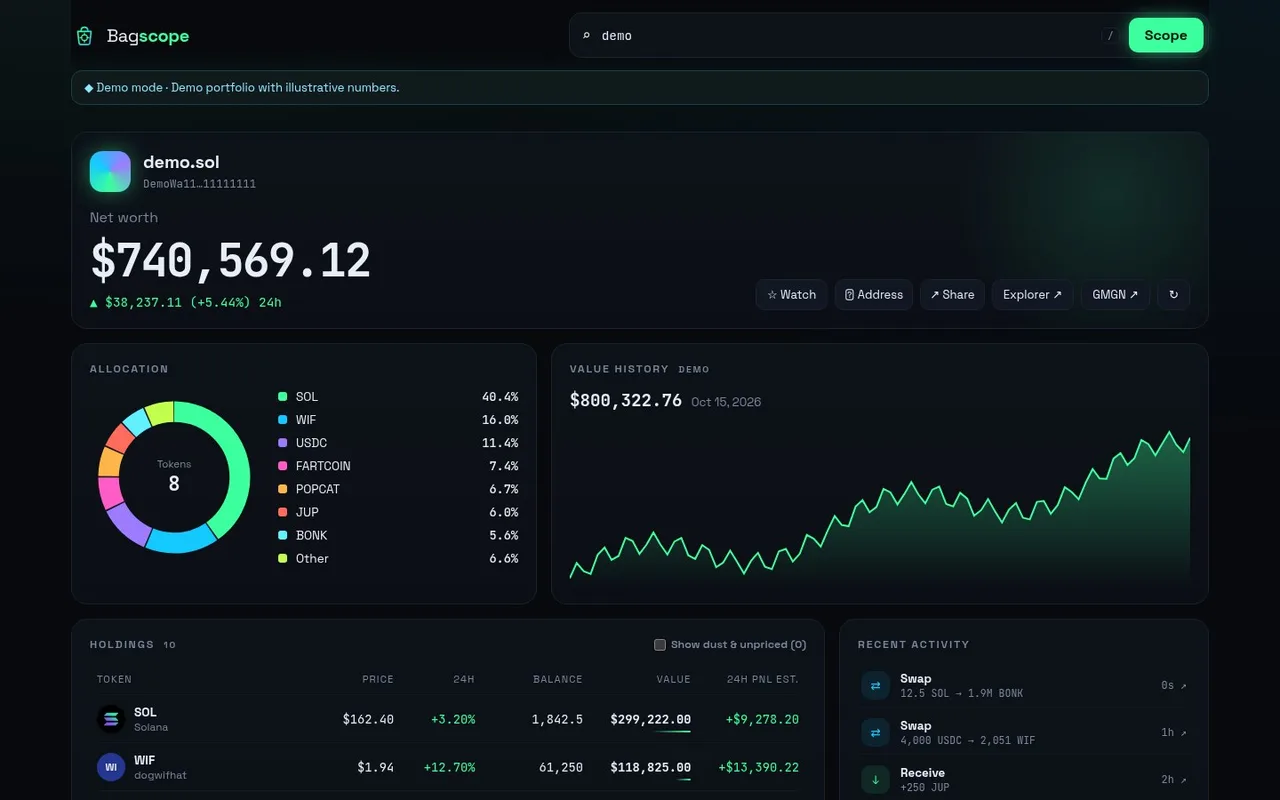 Bagscope
demo
/
Scope
◆ Demo mode · Demo portfolio with illustrative numbers.
demo.sol
DemoWa11…11111111
Net worth
$740,569.12
▲ $38,237.11 (+5.44%) 24h
☆ Watch
Address
↗ Share
Explorer ↗
GMGN ↗
↻
ALLOCATION
Tokens
8
SOL 40.4%
WIF 16.0%
USDC 11.4%
FARTCOIN 7.4%
POPCAT 6.7%
JUP 6.0%
BONK 5.6%
Other 6.6%
VALUE HISTORY DEMO
$800,322.76 Oct 15, 2026
HOLDINGS 10
Show dust & unpriced (0)
TOKEN PRICE 24H BALANCE VALUE 24H PNL EST.
SOL
Solana
$162.40 +3.20% 1,842.5 $299,222.00 +$9,278.20
WI
WIF
dogwifhat
$1.94 +12.70% 61,250 $118,825.00 +$13,390.22
RECENT ACTIVITY
⇄ Swap
12.5 SOL → 1.9M BONK
0s ↗
⇄ Swap
4,000 USDC → 2,051 WIF
1h ↗
↓ Receive
+250 JUP
2h ↗